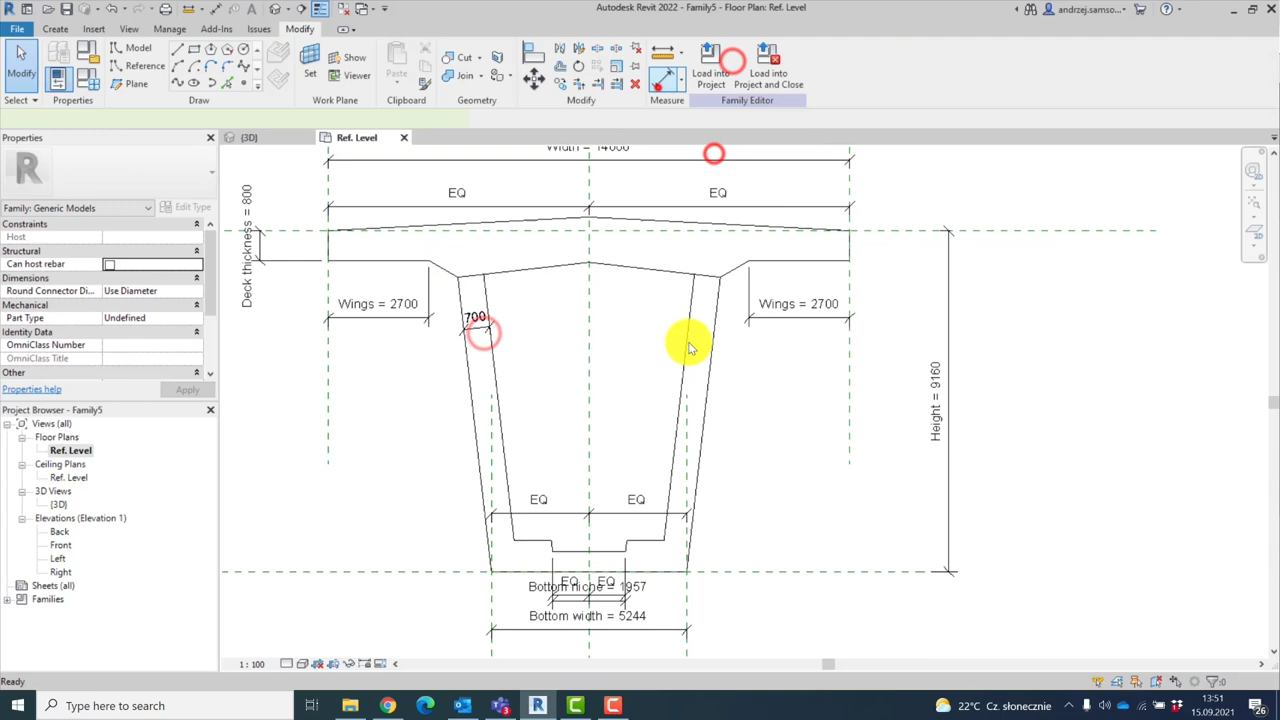 Autodesk Revit 2022 - Family5 - Floor Plan: Ref. Level
andrzej.samso...
File Create Insert View Manage Add-Ins Issues Modify
Modify
Select
Properties
Model
Reference
Plane
Draw
Set
Show
Viewer
Work Plane
Paste
Clipboard
Cut
Join
Geometry
Modify
Measure
Load into
Project
Load into
Project and Close
Family Editor
Properties
{3D}
Ref. Level
Family: Generic Models
Edit Type
Constraints
Host
Structural
Can host rebar
Dimensions
Round Connector Di... Use Diameter
Mechanical
Part Type Undefined
Identity Data
OmniClass Number
OmniClass Title
Other
Properties help
Apply
Project Browser - Family5
Views (all)
Floor Plans
Ref. Level
Ceiling Plans
Ref. Level
3D Views
{3D}
Elevations (Elevation 1)
Back
Front
Left
Right
Sheets (all)
Families
Width = 14000
EQ EQ
Deck thickness = 800
Wings = 2700
Wings = 2700
700
Height = 9160
EQ EQ
EQ EQ
Bottom niche = 1957
Bottom width = 5244
1 : 100
Ready
:0
Type here to search
22°C Cz. słonecznie
13:51
15.09.2021
26